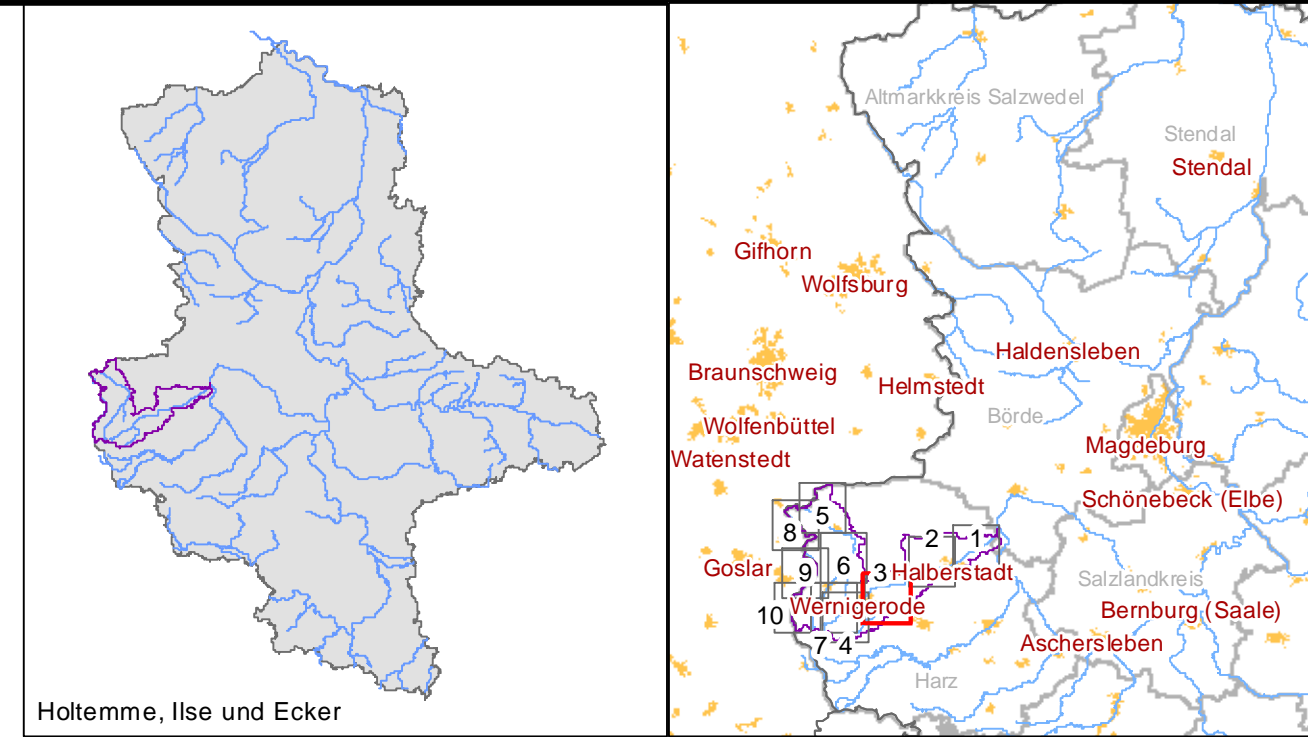 Holtemme, Ilse und Ecker
Altmarkkreis Salzwedel
Stendal
Stendal
Gifhorn
Wolfsburg
Haldensleben
Braunschweig
Helmstedt
Börde
Wolfenbüttel
Magdeburg
Watenstedt
Schönebeck (Elbe)
5
8
2
1
Goslar
9
6
3
Halberstadt
Salzlandkreis
10
Wernigerode
Bernburg (Saale)
7
4
Aschersleben
Harz